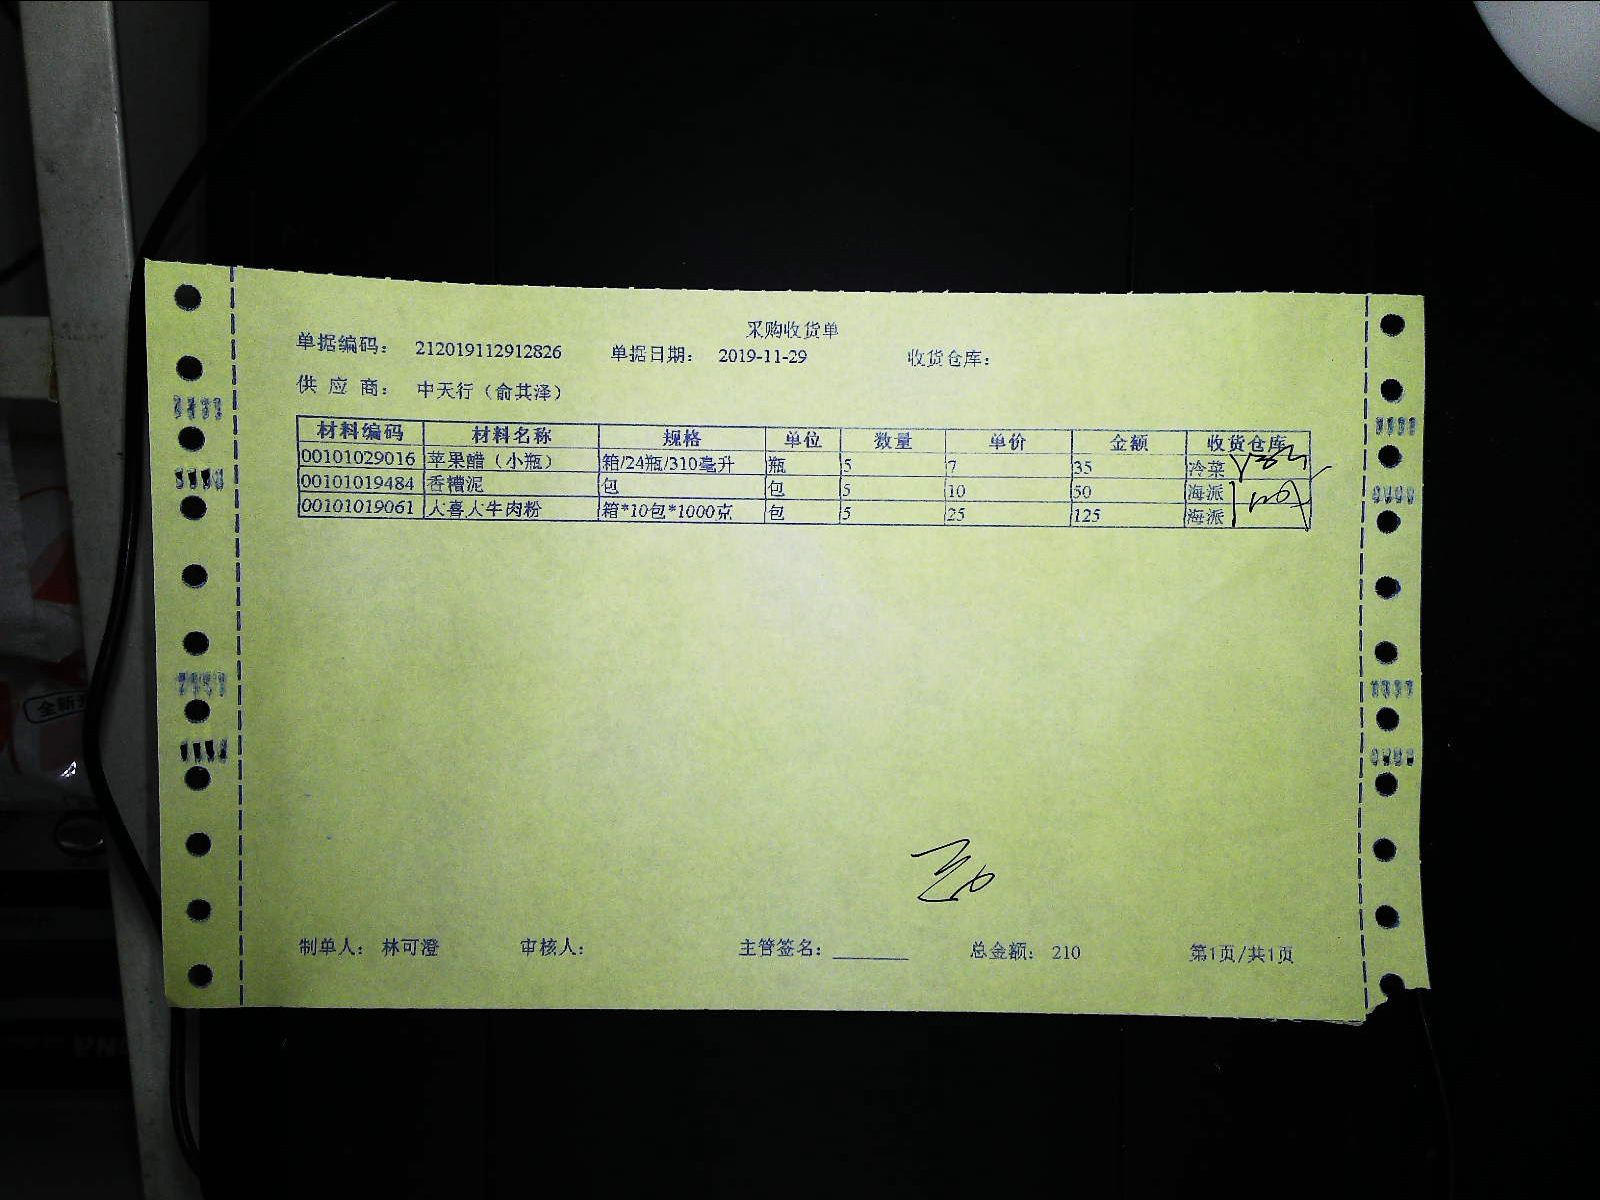 采购收货单
单据编码： 212019112912826 单据日期： 2019-11-29 收货仓库：
供 应 商： 中天行（俞其泽）
材料编码 材料名称 规格 单位 数量 单价 金额 收货仓库
00101029016 苹果醋（小瓶） 箱/24瓶/310毫升 瓶 5 7 35 冷菜
00101019484 香糟泥 包 包 5 10 50 海派
00101019061 大喜大牛肉粉 箱*10包*1000克 包 5 25 125 海派
制单人： 林可澄 审核人： 主管签名： 总金额： 210 第1页/共1页
全新